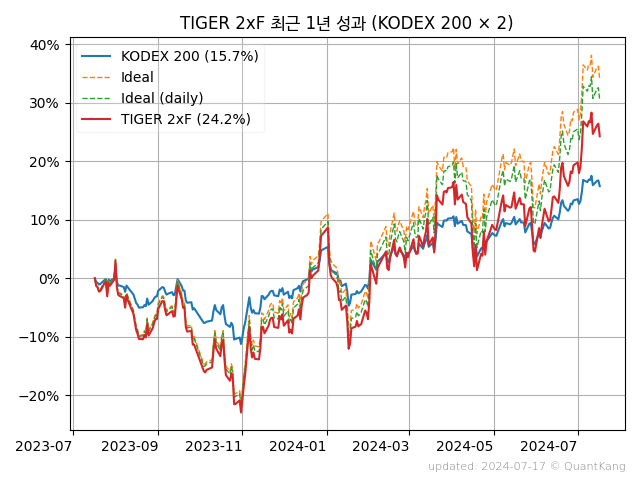 TIGER 2xF 최근 1년 성과 (KODEX 200 × 2)
40%
30%
20%
10%
0%
−10%
−20%
KODEX 200 (15.7%)
Ideal
Ideal (daily)
TIGER 2xF (24.2%)
2023-07 2023-09 2023-11 2024-01 2024-03 2024-05 2024-07
updated: 2024-07-17 © QuantKang